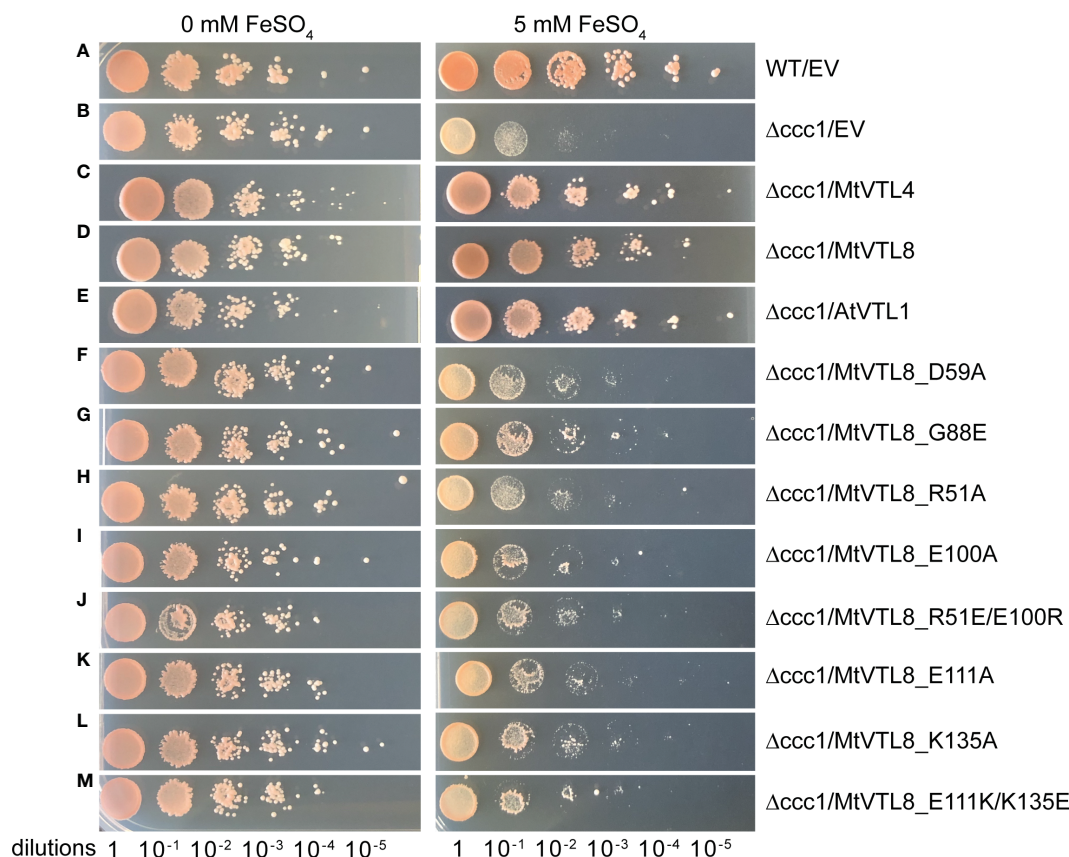 0 mM FeSO₄ 5 mM FeSO₄
A WT/EV
B Δccc1/EV
C Δccc1/MtVTL4
D Δccc1/MtVTL8
E Δccc1/AtVTL1
F Δccc1/MtVTL8_D59A
G Δccc1/MtVTL8_G88E
H Δccc1/MtVTL8_R51A
I Δccc1/MtVTL8_E100A
J Δccc1/MtVTL8_R51E/E100R
K Δccc1/MtVTL8_E111A
L Δccc1/MtVTL8_K135A
M Δccc1/MtVTL8_E111K/K135E
dilutions 1 10⁻¹ 10⁻² 10⁻³ 10⁻⁴ 10⁻⁵ 1 10⁻¹ 10⁻² 10⁻³ 10⁻⁴ 10⁻⁵